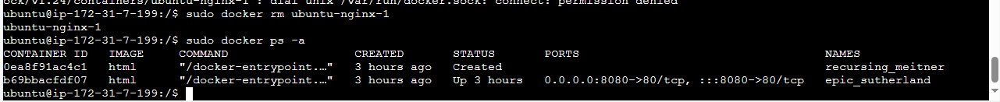 ock/v1.24/containers/ubuntu-nginx-1": dial unix /var/run/docker.sock: connect: permission denied
ubuntu@ip-172-31-7-199:/$ sudo docker rm ubuntu-nginx-1
ubuntu-nginx-1
ubuntu@ip-172-31-7-199:/$ sudo docker ps -a
CONTAINER ID   IMAGE     COMMAND                  CREATED       STATUS       PORTS                                   NAMES
0ea8f91ac4c1   html      "/docker-entrypoint.…"   3 hours ago   Created                                              recursing_meitner
b69bbacfdf07   html      "/docker-entrypoint.…"   3 hours ago   Up 3 hours   0.0.0.0:8080->80/tcp, :::8080->80/tcp   epic_sutherland
ubuntu@ip-172-31-7-199:/$